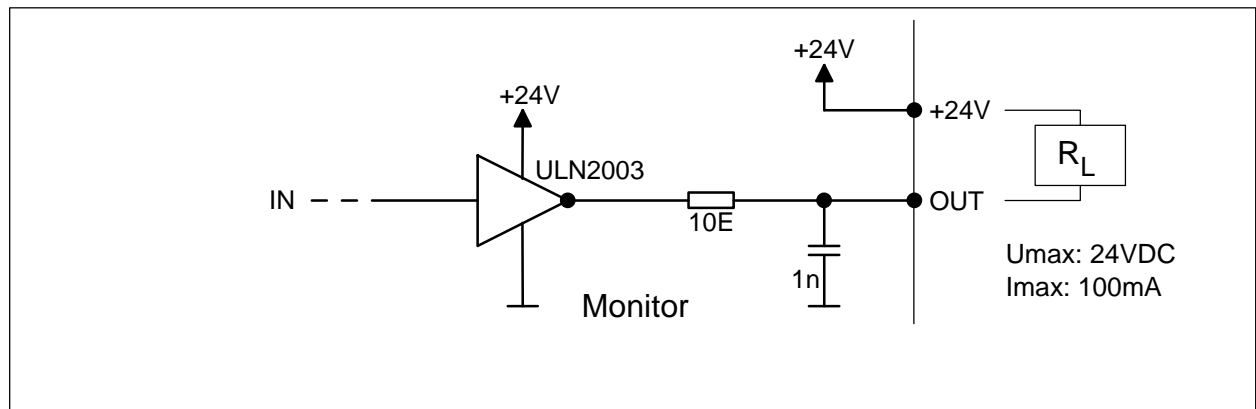 +24V
+24V
+24V
ULN2003
R_L
IN
OUT
10E
1n
Umax: 24VDC
Imax: 100mA
Monitor